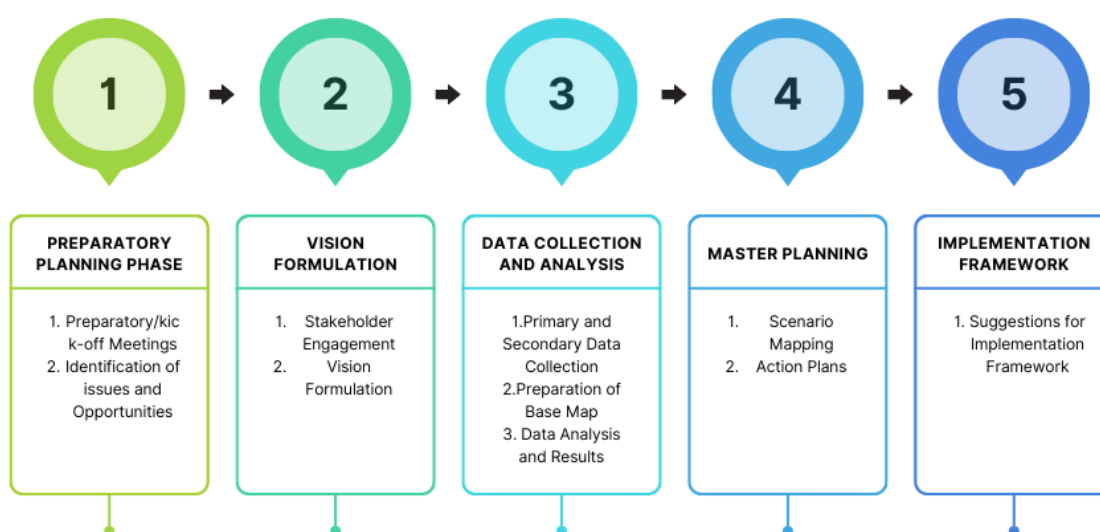 1
2
3
4
5
PREPARATORY
PLANNING PHASE
1. Preparatory/kic
k-off Meetings
2. Identification of
issues and
Opportunities
VISION
FORMULATION
1. Stakeholder
Engagement
2. Vision
Formulation
DATA COLLECTION
AND ANALYSIS
1.Primary and
Secondary Data
Collection
2.Preparation of
Base Map
3. Data Analysis
and Results
MASTER PLANNING
1. Scenario
Mapping
2. Action Plans
IMPLEMENTATION
FRAMEWORK
1. Suggestions for
Implementation
Framework